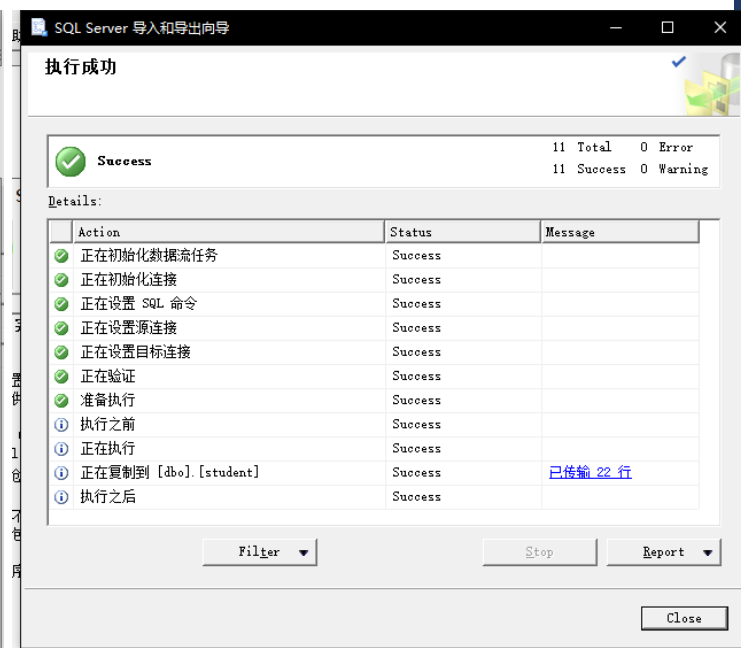 SQL Server 导入和导出向导
执行成功
Success
11 Total 0 Error
11 Success 0 Warning
Details:
Action Status Message
正在初始化数据流任务 Success
正在初始化连接 Success
正在设置 SQL 命令 Success
正在设置源连接 Success
正在设置目标连接 Success
正在验证 Success
准备执行 Success
执行之前 Success
正在执行 Success
正在复制到 [dbo].[student] Success 已传输 22 行
执行之后 Success
Filter Stop Report
Close